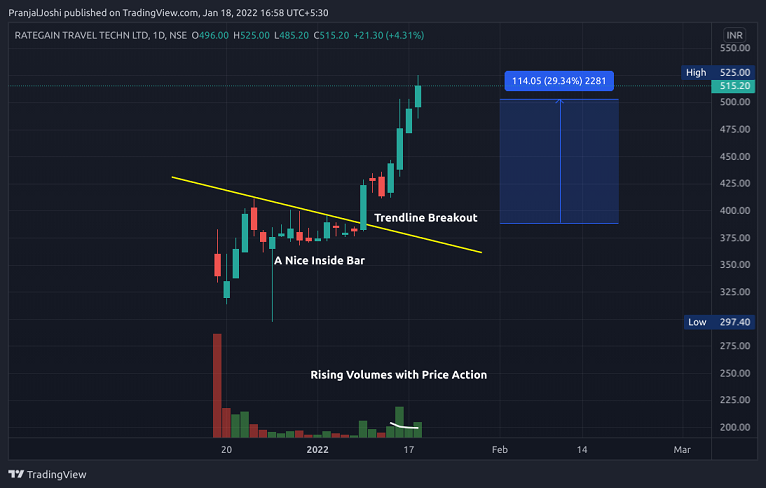 PranjalJoshi published on TradingView.com, Jan 18, 2022 16:58 UTC+5:30
RATEGAIN TRAVEL TECHN LTD, 1D, NSE O496.00 H525.00 L485.20 C515.20 +21.30 (+4.31%)
INR
550.00
High 525.00
114.05 (29.34%) 2281
515.20
500.00
475.00
450.00
425.00
400.00
Trendline Breakout
375.00
A Nice Inside Bar
350.00
325.00
Low 297.40
275.00
Rising Volumes with Price Action
250.00
225.00
200.00
20 2022 17 Feb 14 Mar
TradingView